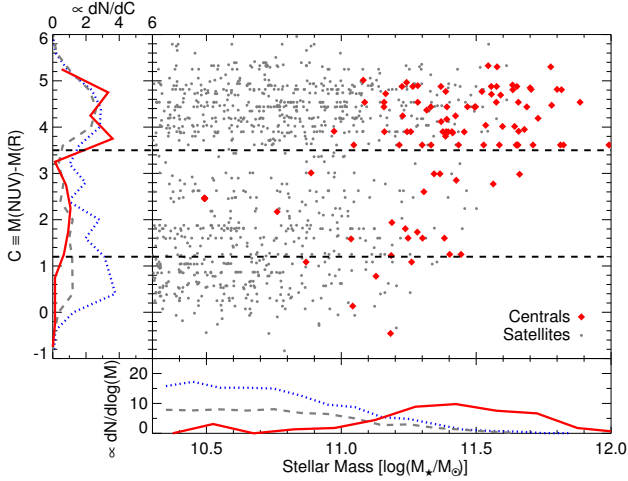 ∝ dN/dC
0 2 4 6
6
5
4
3
2
1
0
-1
C ≡ M(NUV)-M(R)
Centrals
Satellites
∝ dN/dlog(M)
20
10
0
10.5 11.0 11.5 12.0
Stellar Mass [log(M★/M⊙)]